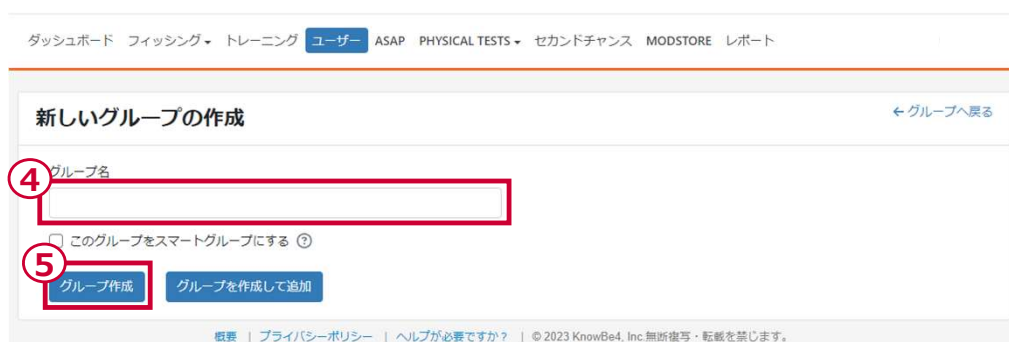 ダッシュボード フィッシング トレーニング ユーザー ASAP PHYSICAL TESTS セカンドチャンス MODSTORE レポート
新しいグループの作成
←グループへ戻る
④
グループ名
このグループをスマートグループにする ?
⑤
グループ作成 グループを作成して追加
概要 | プライバシーポリシー | ヘルプが必要ですか? | © 2023 KnowBe4, Inc.無断複写・転載を禁じます。